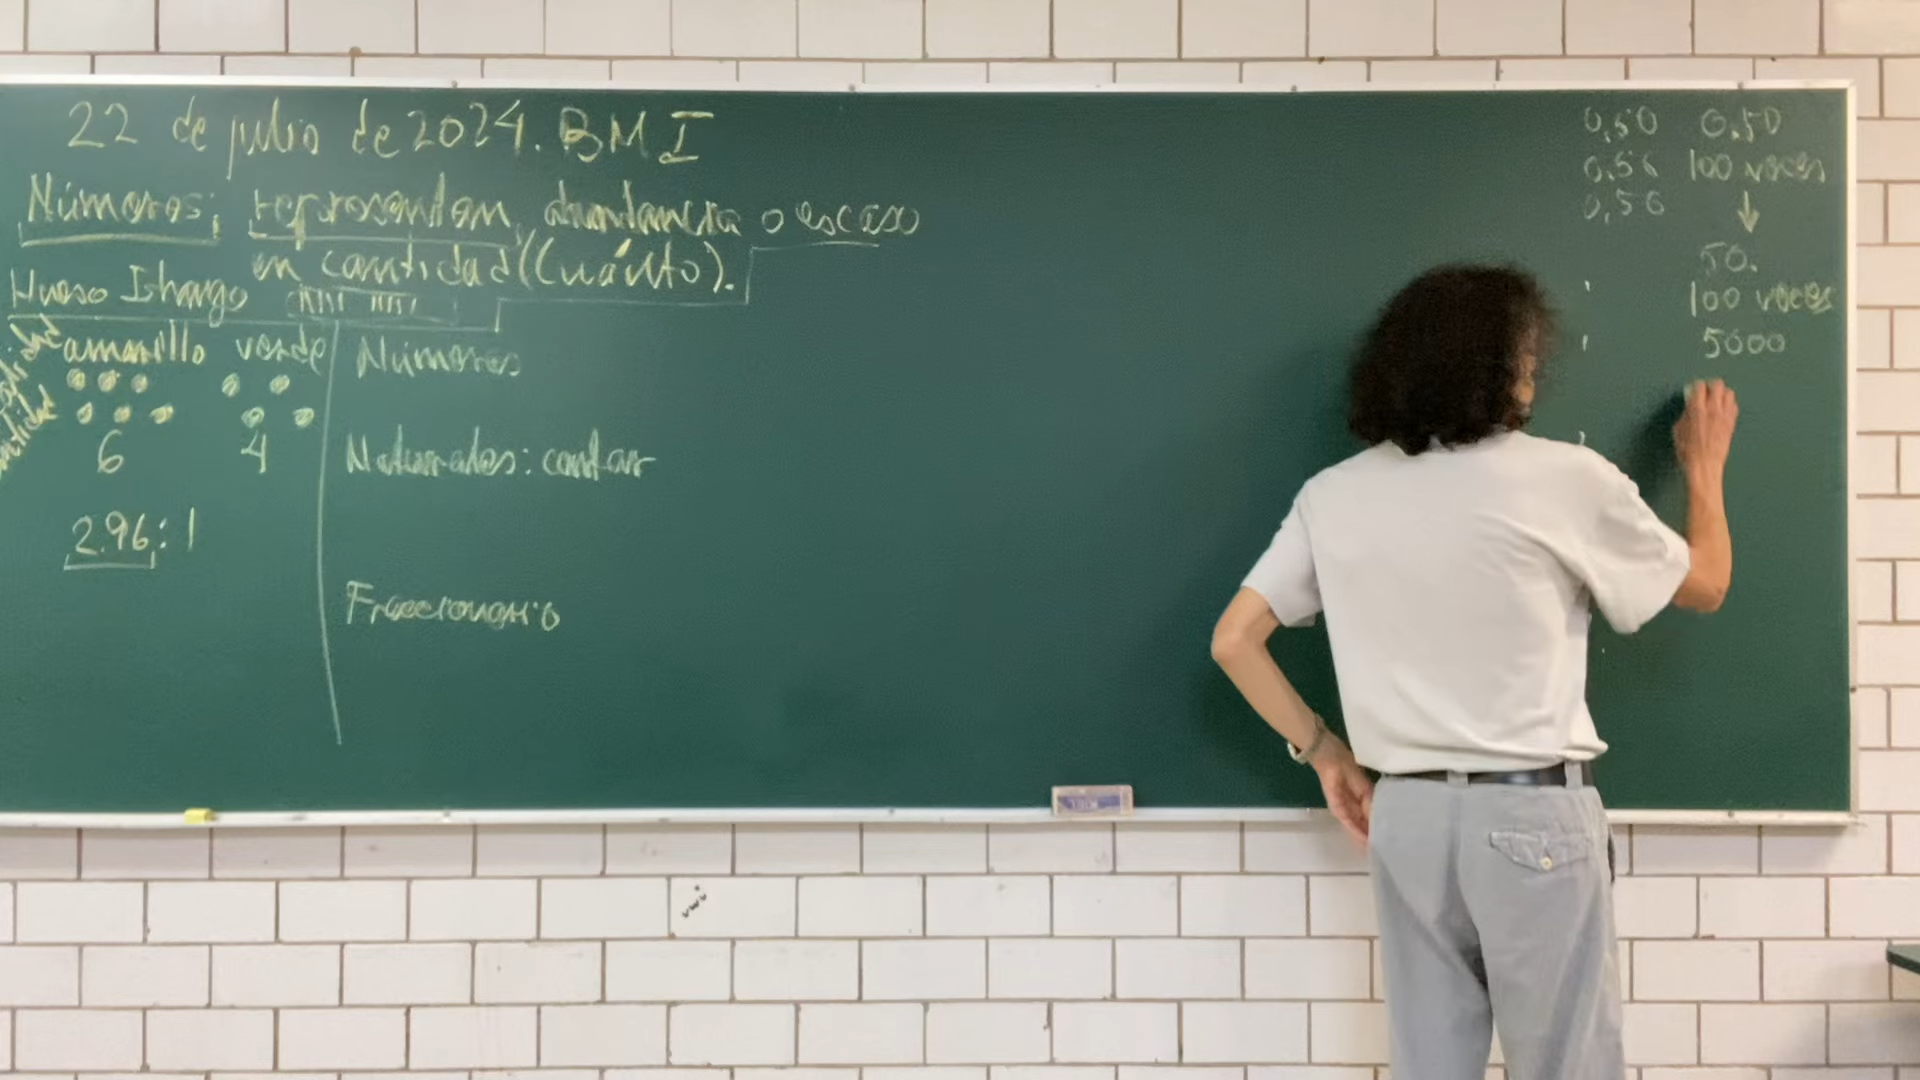 22 de julio de 2024. BM I
Números: representan abundancia o escaso
en cantidad (Cuánto).
Hueso Ishango
amarillo verde
6 4
2.96:1
Números
Naturales: contar
Fraccionario
0,50
0,56
0,56
0.50
100 veces
50.
100 veces
5000